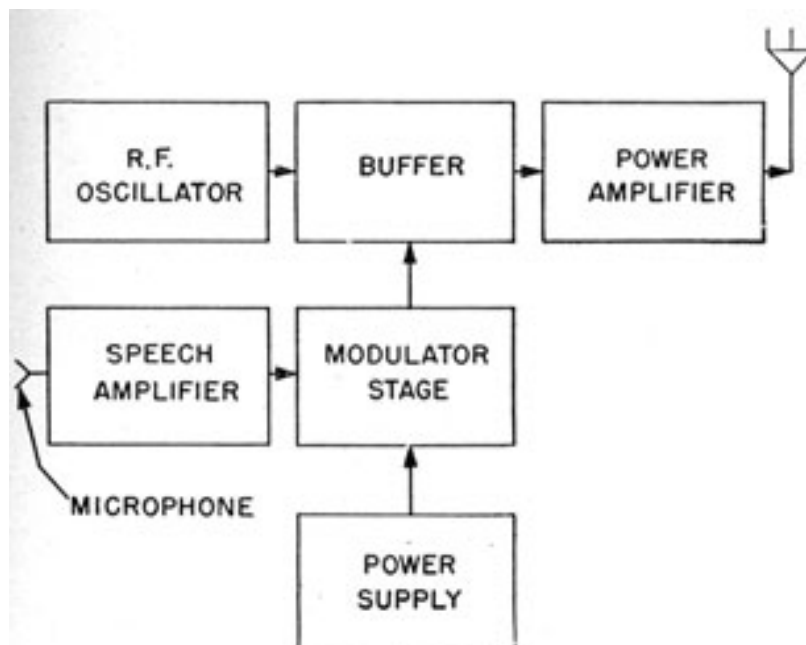 R.F.
OSCILLATOR
BUFFER
POWER
AMPLIFIER
SPEECH
AMPLIFIER
MODULATOR
STAGE
MICROPHONE
POWER
SUPPLY